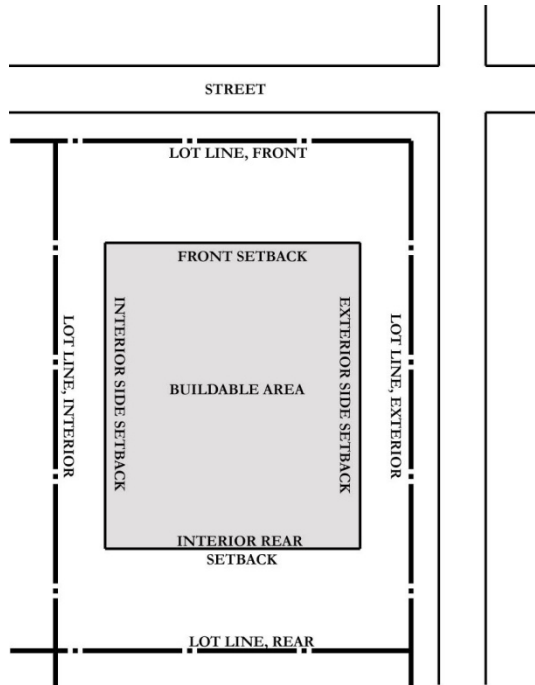 STREET
LOT LINE, FRONT
FRONT SETBACK
LOT LINE, INTERIOR
INTERIOR SIDE SETBACK
BUILDABLE AREA
EXTERIOR SIDE SETBACK
LOT LINE, EXTERIOR
INTERIOR REAR
SETBACK
LOT LINE, REAR